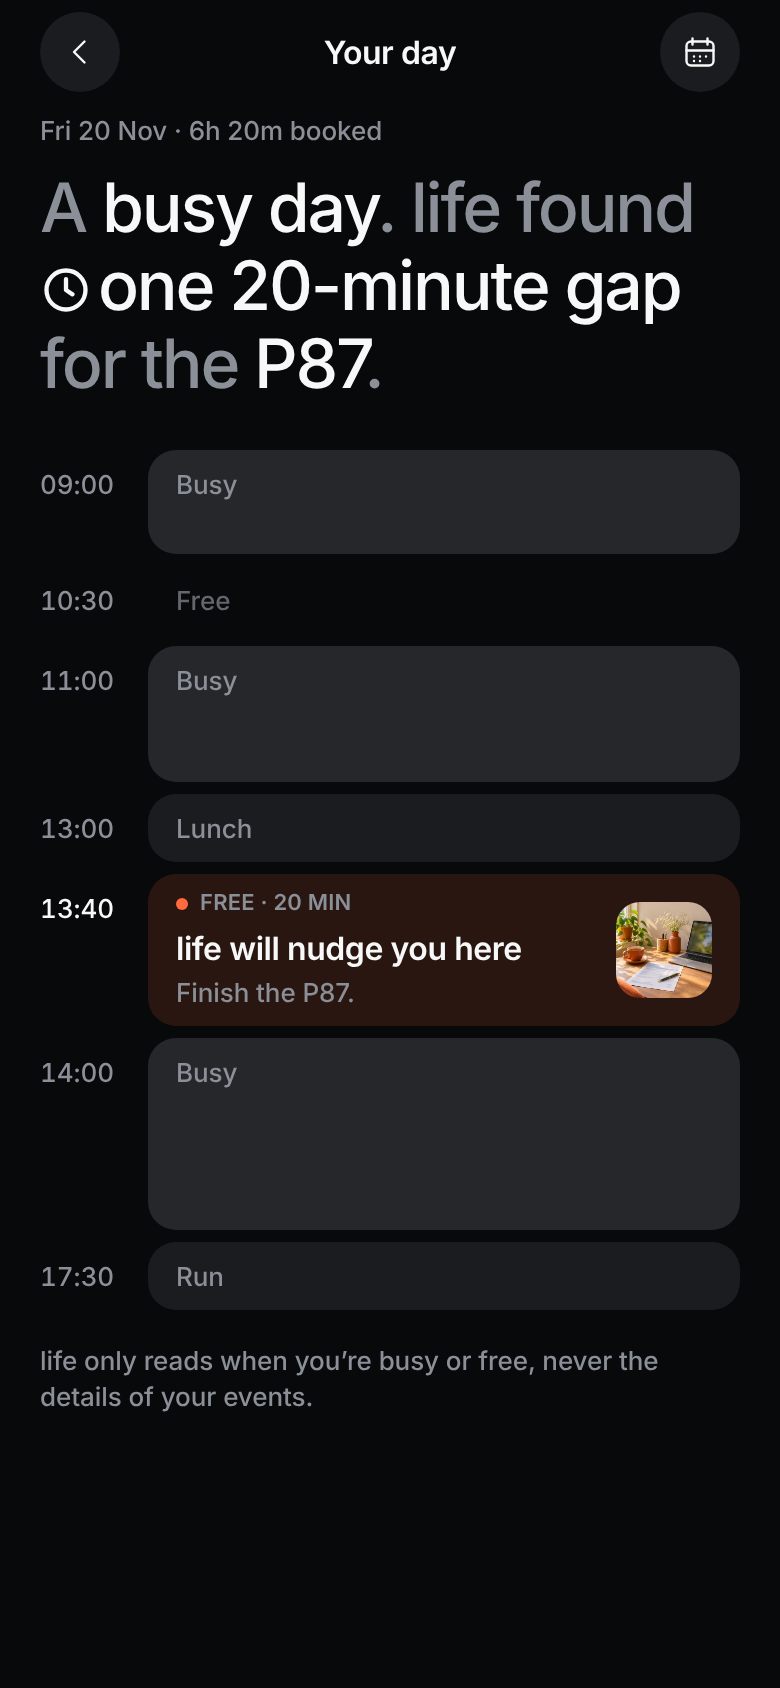 Your day
Fri 20 Nov · 6h 20m booked
A busy day. life found
one 20-minute gap
for the P87.
09:00 Busy
10:30 Free
11:00 Busy
13:00 Lunch
13:40 FREE · 20 MIN
life will nudge you here
Finish the P87.
14:00 Busy
17:30 Run
life only reads when you’re busy or free, never the
details of your events.